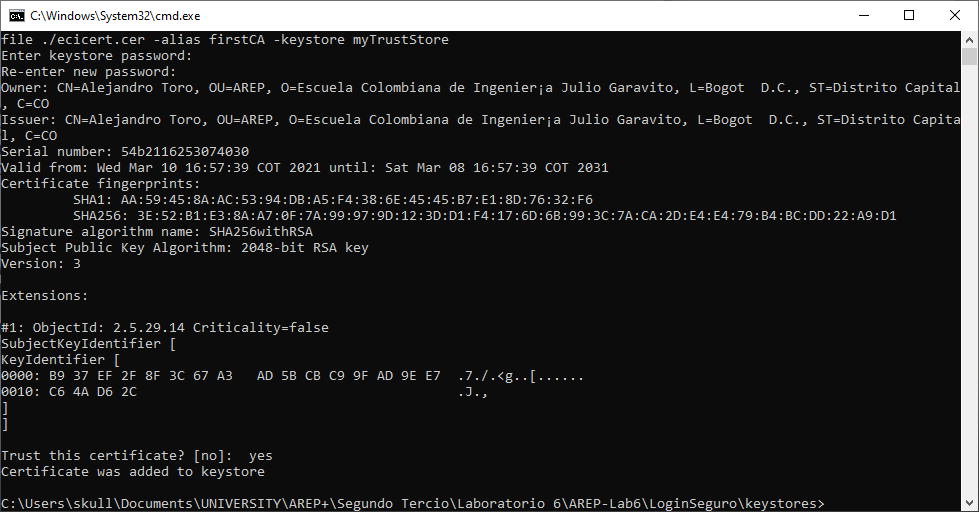 C:\Windows\System32\cmd.exe
file ./ecicert.cer -alias firstCA -keystore myTrustStore
Enter keystore password:
Re-enter new password:
Owner: CN=Alejandro Toro, OU=AREP, O=Escuela Colombiana de Ingenier¡a Julio Garavito, L=Bogot  D.C., ST=Distrito Capital
, C=CO
Issuer: CN=Alejandro Toro, OU=AREP, O=Escuela Colombiana de Ingenier¡a Julio Garavito, L=Bogot  D.C., ST=Distrito Capita
l, C=CO
Serial number: 54b2116253074030
Valid from: Wed Mar 10 16:57:39 COT 2021 until: Sat Mar 08 16:57:39 COT 2031
Certificate fingerprints:
         SHA1: AA:59:45:8A:AC:53:94:DB:A5:F4:38:6E:45:45:B7:E1:8D:76:32:F6
         SHA256: 3E:52:B1:E3:8A:A7:0F:7A:99:97:9D:12:3D:D1:F4:17:6D:6B:99:3C:7A:CA:2D:E4:E4:79:B4:BC:DD:22:A9:D1
Signature algorithm name: SHA256withRSA
Subject Public Key Algorithm: 2048-bit RSA key
Version: 3
Extensions:
#1: ObjectId: 2.5.29.14 Criticality=false
SubjectKeyIdentifier [
KeyIdentifier [
0000: B9 37 EF 2F 8F 3C 67 A3   AD 5B CB C9 9F AD 9E E7  .7./.<g..[......
0010: C6 4A D6 2C                                        .J.,
]
]
Trust this certificate? [no]:  yes
Certificate was added to keystore
C:\Users\skull\Documents\UNIVERSITY\AREP+\Segundo Tercio\Laboratorio 6\AREP-Lab6\LoginSeguro\keystores>